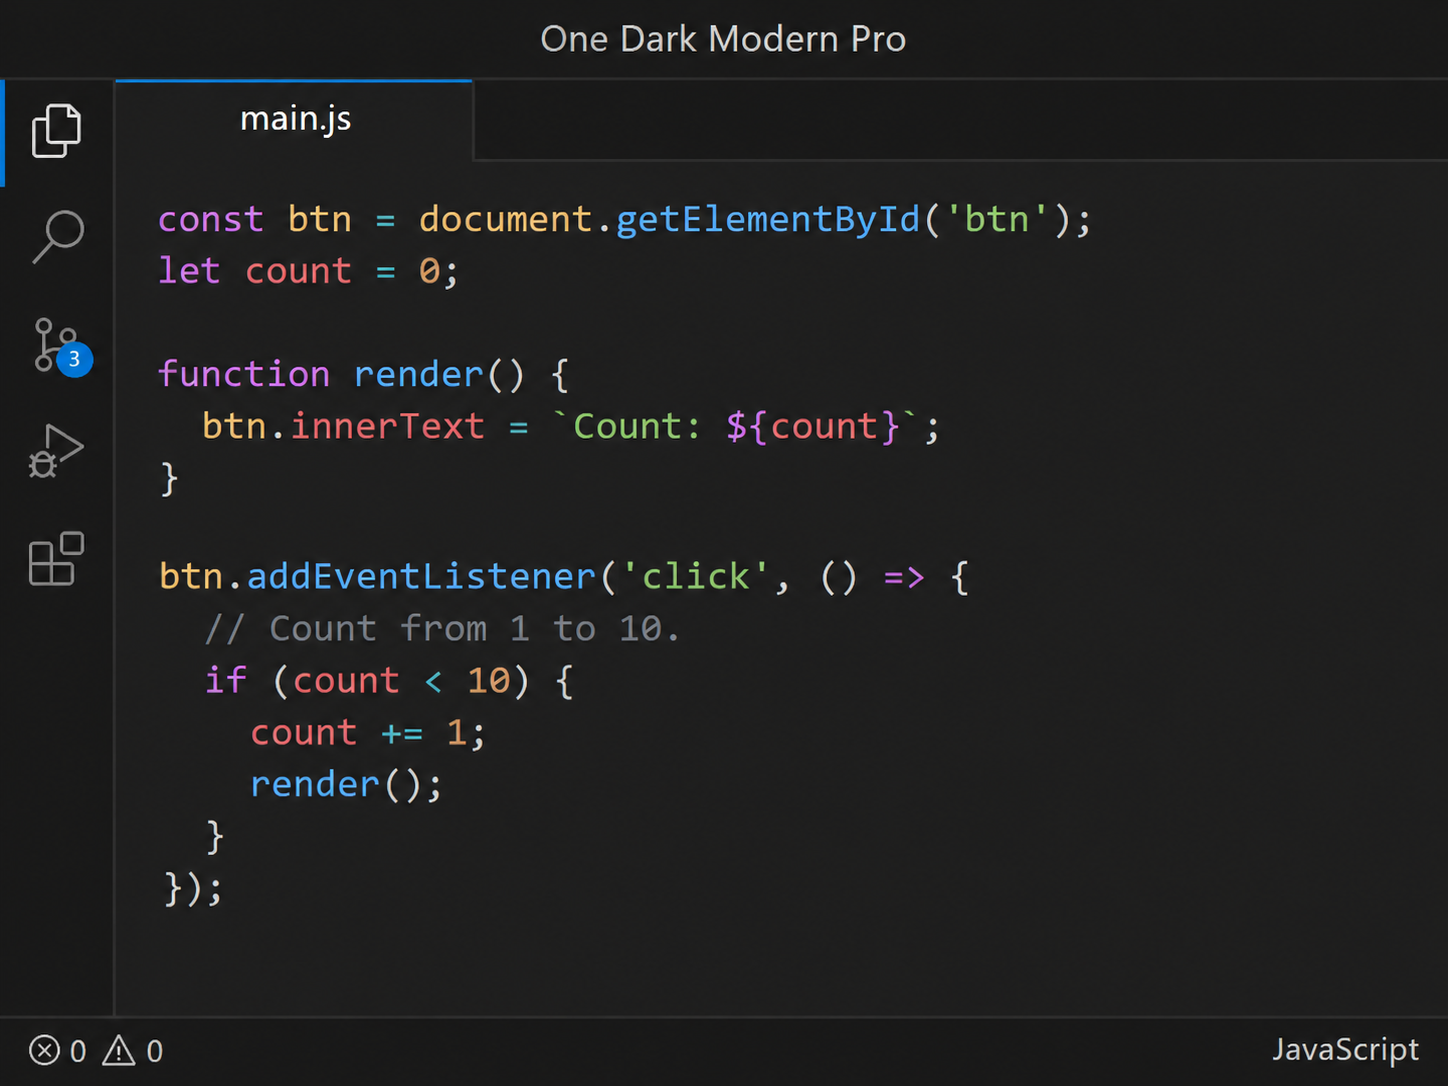 One Dark Modern Pro
main.js
const btn = document.getElementById('btn');
let count = 0;
function render() {
  btn.innerText = `Count: ${count}`;
}
btn.addEventListener('click', () => {
  // Count from 1 to 10.
  if (count < 10) {
    count += 1;
    render();
  }
});
3
0 0
JavaScript